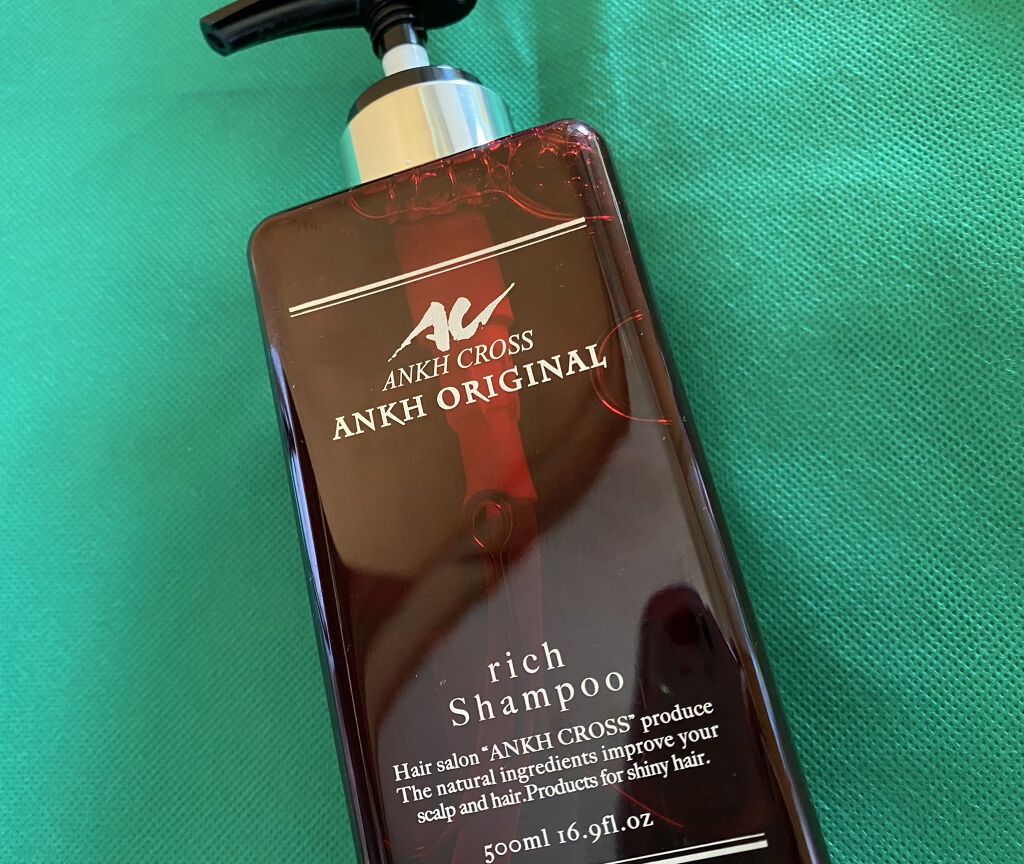 AC
ANKH CROSS
ANKH ORIGINAL
rich
Shampoo
Hair salon “ANKH CROSS” produce
The natural ingredients improve your
scalp and hair.Products for shiny hair.
500ml 16.9fl.oz